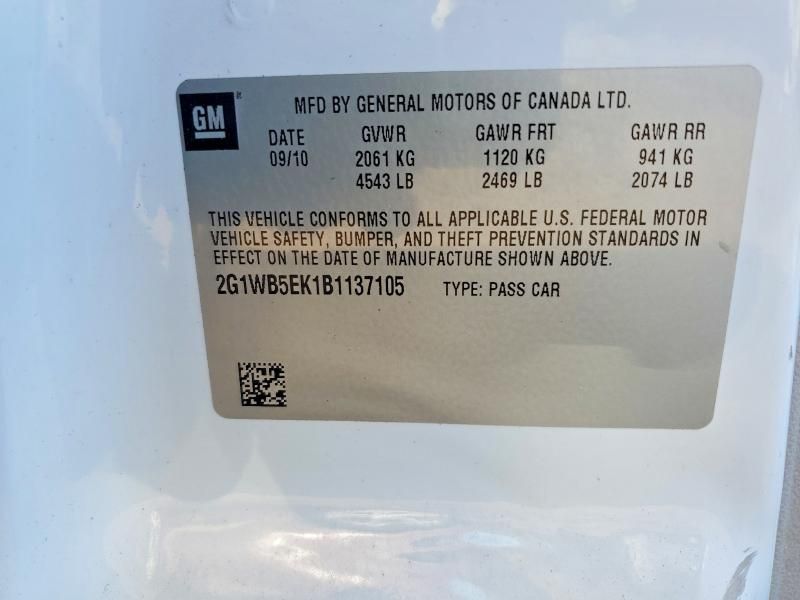 GM
MFD BY GENERAL MOTORS OF CANADA LTD.
DATE GVWR GAWR FRT GAWR RR
09/10 2061 KG 1120 KG 941 KG
4543 LB 2469 LB 2074 LB
THIS VEHICLE CONFORMS TO ALL APPLICABLE U.S. FEDERAL MOTOR
VEHICLE SAFETY, BUMPER, AND THEFT PREVENTION STANDARDS IN
EFFECT ON THE DATE OF MANUFACTURE SHOWN ABOVE.
2G1WB5EK1B1137105 TYPE: PASS CAR